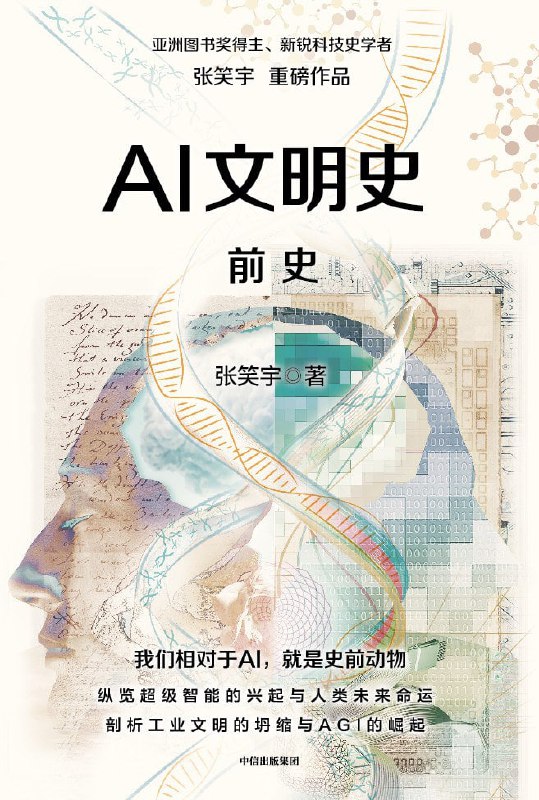 亚洲图书奖得主、新锐科技史学者
张笑宇 重磅作品
AI文明史
前史
张笑宇◎著
我们相对于AI，就是史前动物
纵览超级智能的兴起与人类未来命运
剖析工业文明的坍缩与AGI的崛起
中信出版集团